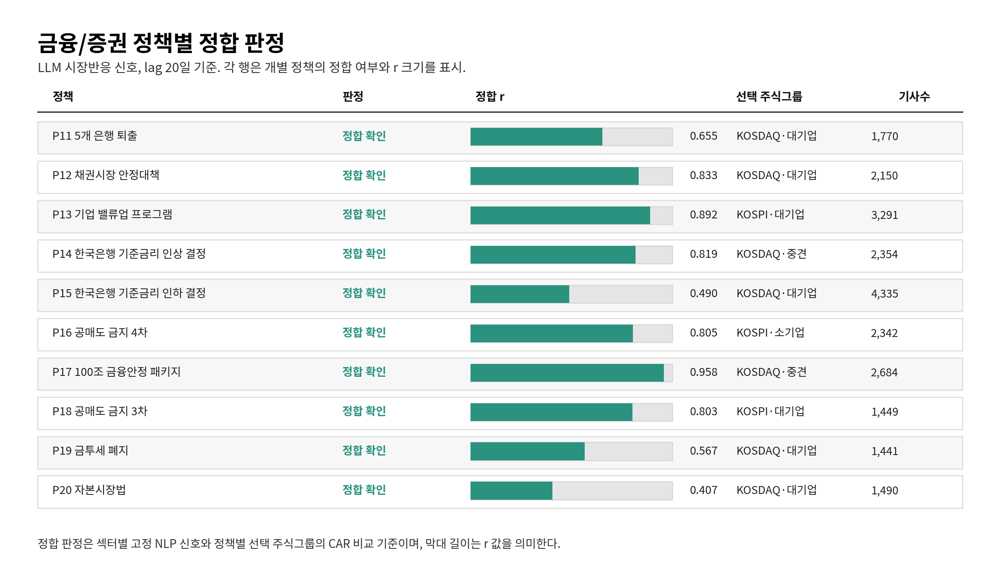 금융/증권 정책별 정합 판정
LLM 시장반응 신호, lag 20일 기준. 각 행은 개별 정책의 정합 여부와 r 크기를 표시.
정책 판정 정합 r 선택 주식그룹 기사수
P11 5개 은행 퇴출 정합 확인 0.655 KOSDAQ·대기업 1,770
P12 채권시장 안정대책 정합 확인 0.833 KOSDAQ·대기업 2,150
P13 기업 밸류업 프로그램 정합 확인 0.892 KOSPI·대기업 3,291
P14 한국은행 기준금리 인상 결정 정합 확인 0.819 KOSDAQ·중견 2,354
P15 한국은행 기준금리 인하 결정 정합 확인 0.490 KOSDAQ·대기업 4,335
P16 공매도 금지 4차 정합 확인 0.805 KOSPI·소기업 2,342
P17 100조 금융안정 패키지 정합 확인 0.958 KOSDAQ·중견 2,684
P18 공매도 금지 3차 정합 확인 0.803 KOSPI·대기업 1,449
P19 금투세 폐지 정합 확인 0.567 KOSDAQ·대기업 1,441
P20 자본시장법 정합 확인 0.407 KOSDAQ·대기업 1,490
정합 판정은 섹터별 고정 NLP 신호와 정책별 선택 주식그룹의 CAR 비교 기준이며, 막대 길이는 r 값을 의미한다.